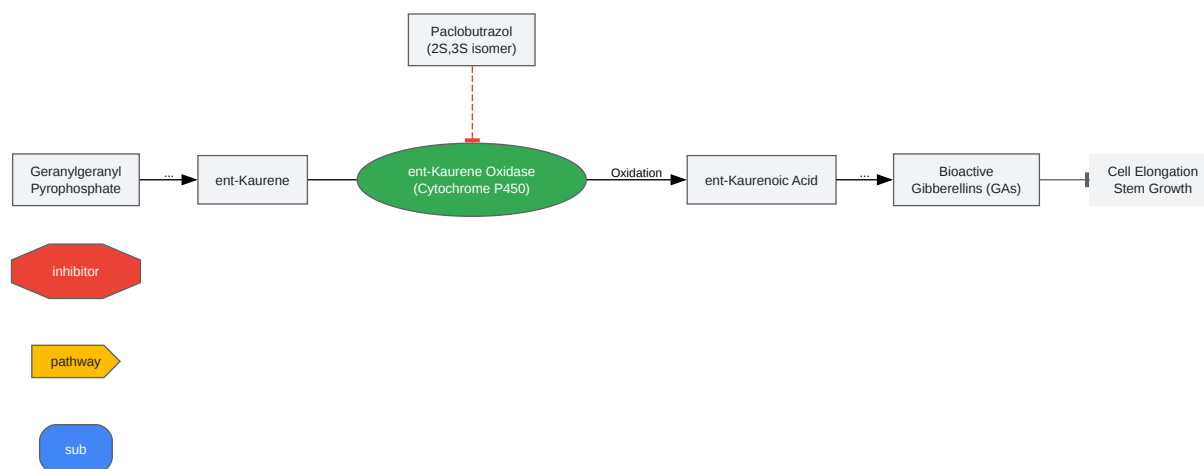 Paclobutrazol
(2S,3S isomer)
Geranylgeranyl
Pyrophosphate
...
ent-Kaurene
ent-Kaurene Oxidase
(Cytochrome P450)
Oxidation
ent-Kaurenoic Acid
...
Bioactive
Gibberellins (GAs)
Cell Elongation
Stem Growth
inhibitor
pathway
sub